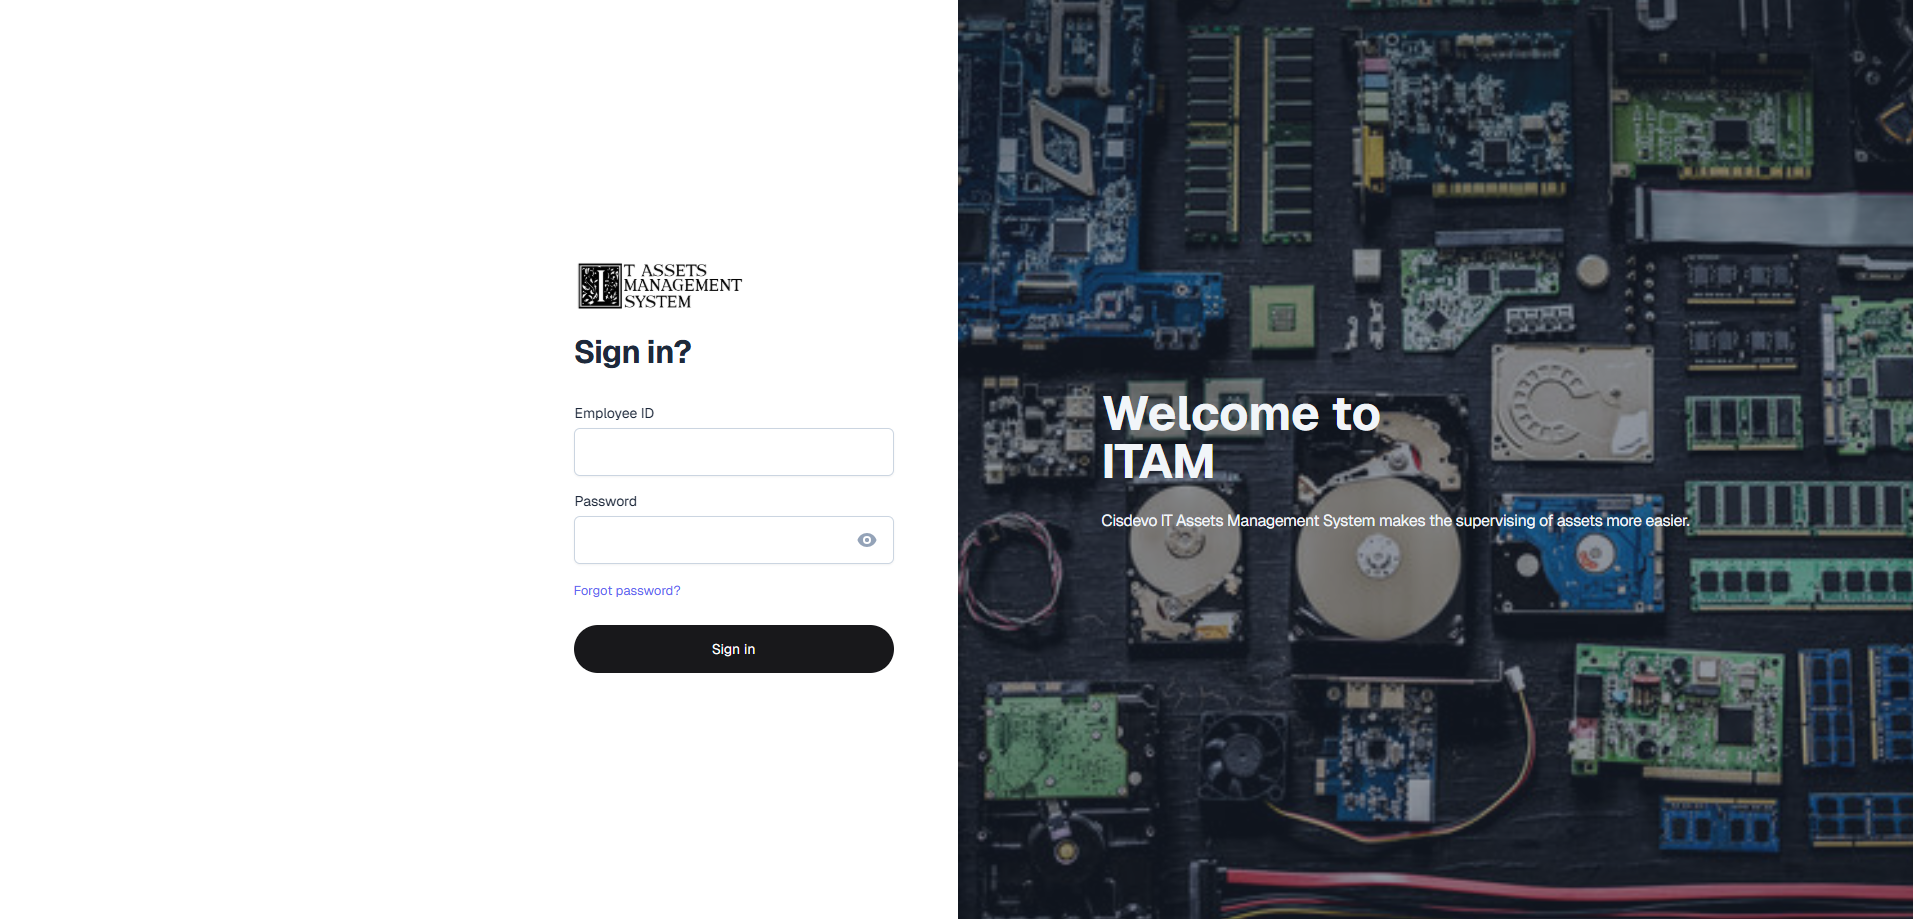 IT ASSETS
MANAGEMENT
SYSTEM
Sign in?
Employee ID
Password
Forgot password?
Sign in
Welcome to
ITAM
Cisdevo IT Assets Management System makes the supervising of assets more easier.